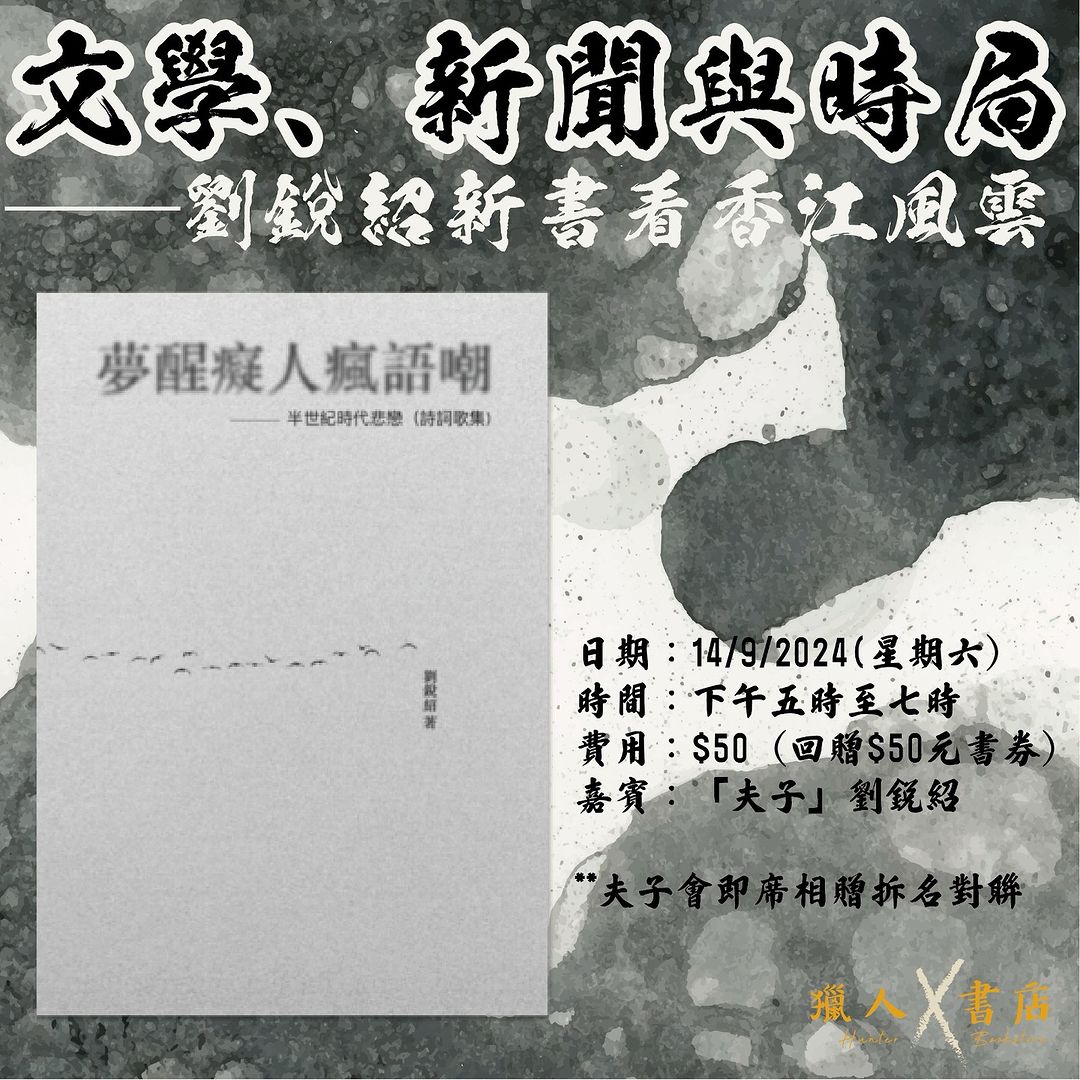 文學、新聞與時局
——劉銳紹新書看香江風雲
夢醒癡人瘋語嘲
—— 半世紀時代悲戀（詩詞歌集）
劉銳紹 著
日期：14/9/2024(星期六)
時間：下午五時至七時
費用：$50（回贈$50元書券）
嘉賓：「夫子」劉銳紹
**夫子會即席相贈拆名對聯
獵人X書店
Hunter Bookstore